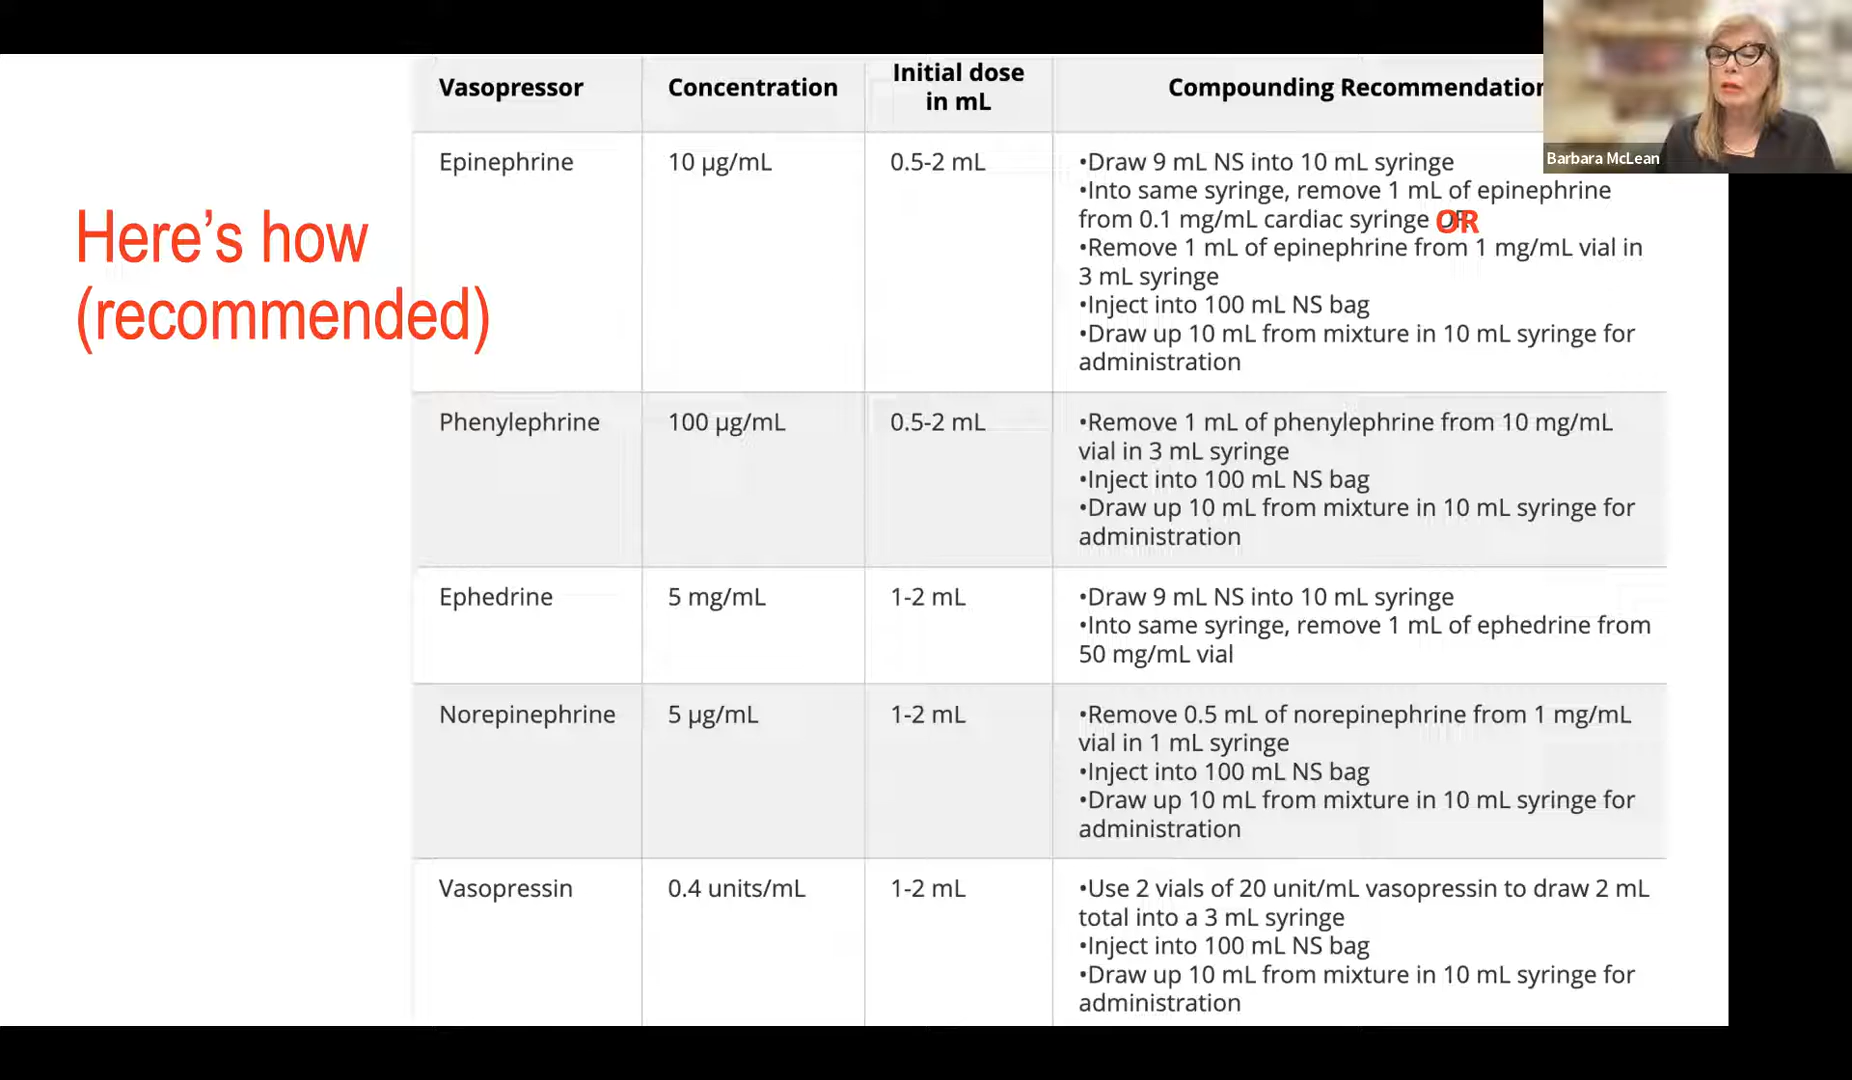 Here's how
(recommended)
Vasopressor
Concentration
Initial dose
in mL
Compounding Recommendation
Epinephrine
10 µg/mL
0.5-2 mL
•Draw 9 mL NS into 10 mL syringe
•Into same syringe, remove 1 mL of epinephrine
from 0.1 mg/mL cardiac syringe OR
•Remove 1 mL of epinephrine from 1 mg/mL vial in
3 mL syringe
•Inject into 100 mL NS bag
•Draw up 10 mL from mixture in 10 mL syringe for
administration
Phenylephrine
100 µg/mL
0.5-2 mL
•Remove 1 mL of phenylephrine from 10 mg/mL
vial in 3 mL syringe
•Inject into 100 mL NS bag
•Draw up 10 mL from mixture in 10 mL syringe for
administration
Ephedrine
5 mg/mL
1-2 mL
•Draw 9 mL NS into 10 mL syringe
•Into same syringe, remove 1 mL of ephedrine from
50 mg/mL vial
Norepinephrine
5 µg/mL
1-2 mL
•Remove 0.5 mL of norepinephrine from 1 mg/mL
vial in 1 mL syringe
•Inject into 100 mL NS bag
•Draw up 10 mL from mixture in 10 mL syringe for
administration
Vasopressin
0.4 units/mL
1-2 mL
•Use 2 vials of 20 unit/mL vasopressin to draw 2 mL
total into a 3 mL syringe
•Inject into 100 mL NS bag
•Draw up 10 mL from mixture in 10 mL syringe for
administration
Barbara McLean